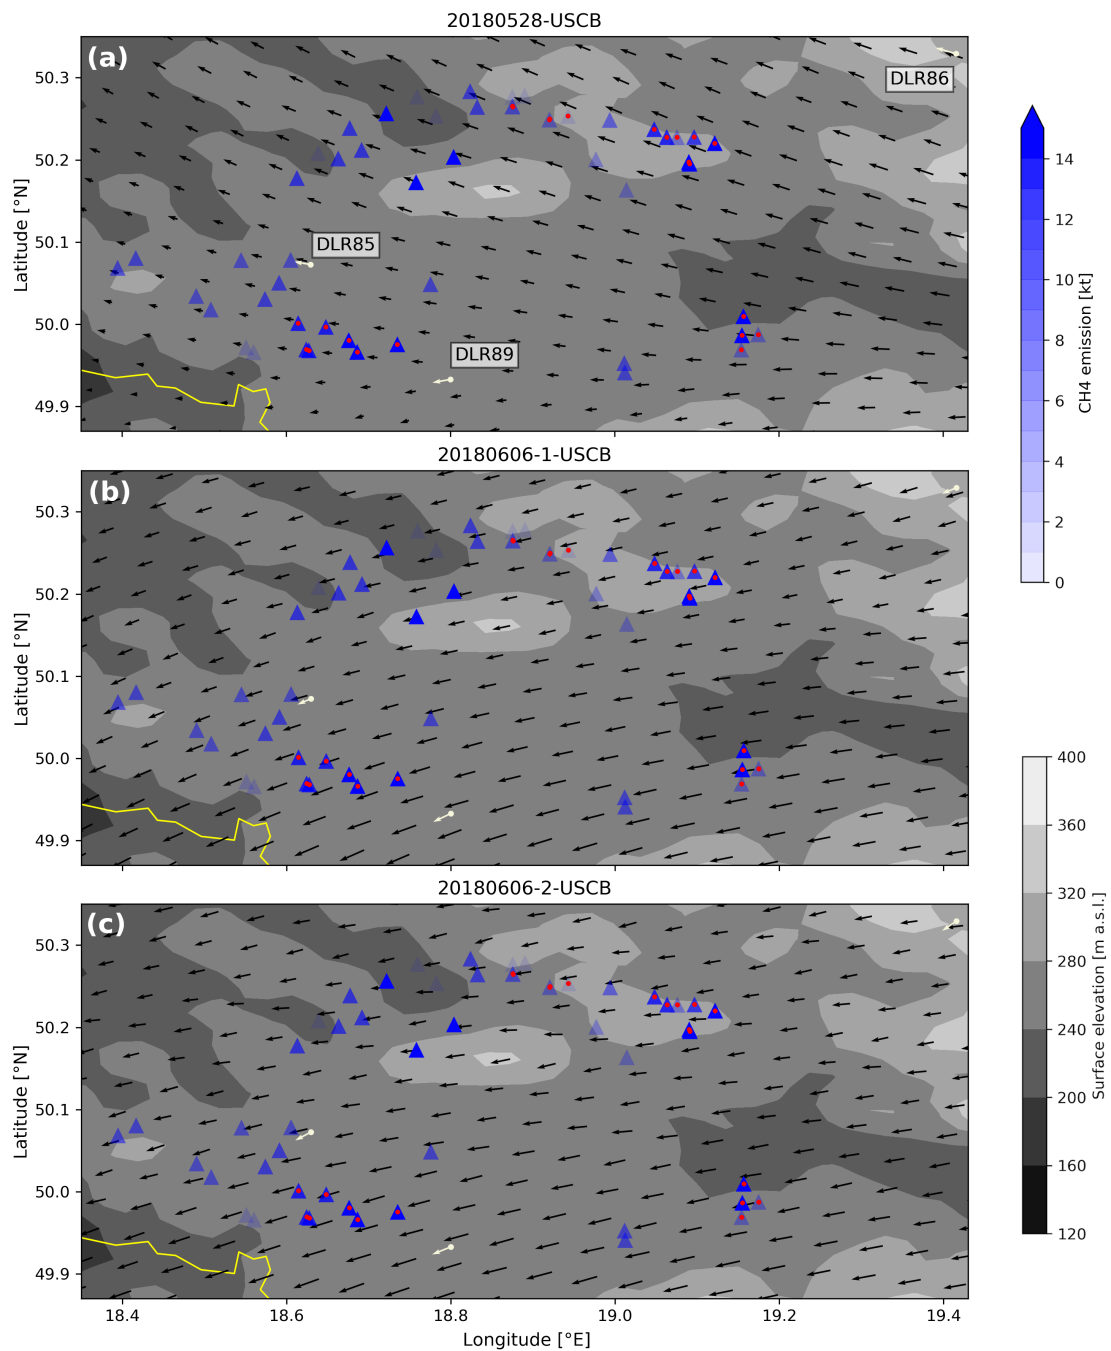 20180528-USCB
(a)
DLR86
DLR85
DLR89
50.3
50.2
50.1
50.0
49.9
Latitude [°N]
20180606-1-USCB
(b)
50.3
50.2
50.1
50.0
49.9
Latitude [°N]
20180606-2-USCB
(c)
50.3
50.2
50.1
50.0
49.9
Latitude [°N]
18.4 18.6 18.8 19.0 19.2 19.4
Longitude [°E]
14
12
10
8
6
4
2
0
CH4 emission [kt]
400
360
320
280
240
200
160
120
Surface elevation [m a.s.l.]